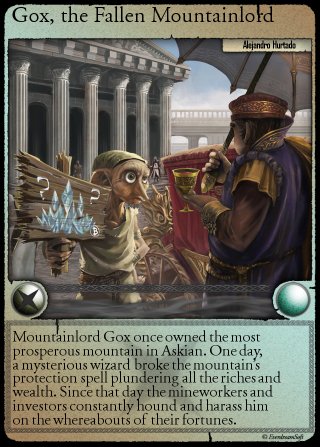 Gox, the Fallen Mountainlord
Alejandro Hurtado
? ?
B
Mountainlord Gox once owned the most
prosperous mountain in Askian. One day,
a mysterious wizard broke the mountain's
protection spell plundering all the riches and
wealth. Since that day the mineworkers and
investors constantly hound and harass him
on the whereabouts of their fortunes.
© EverdreamSoft